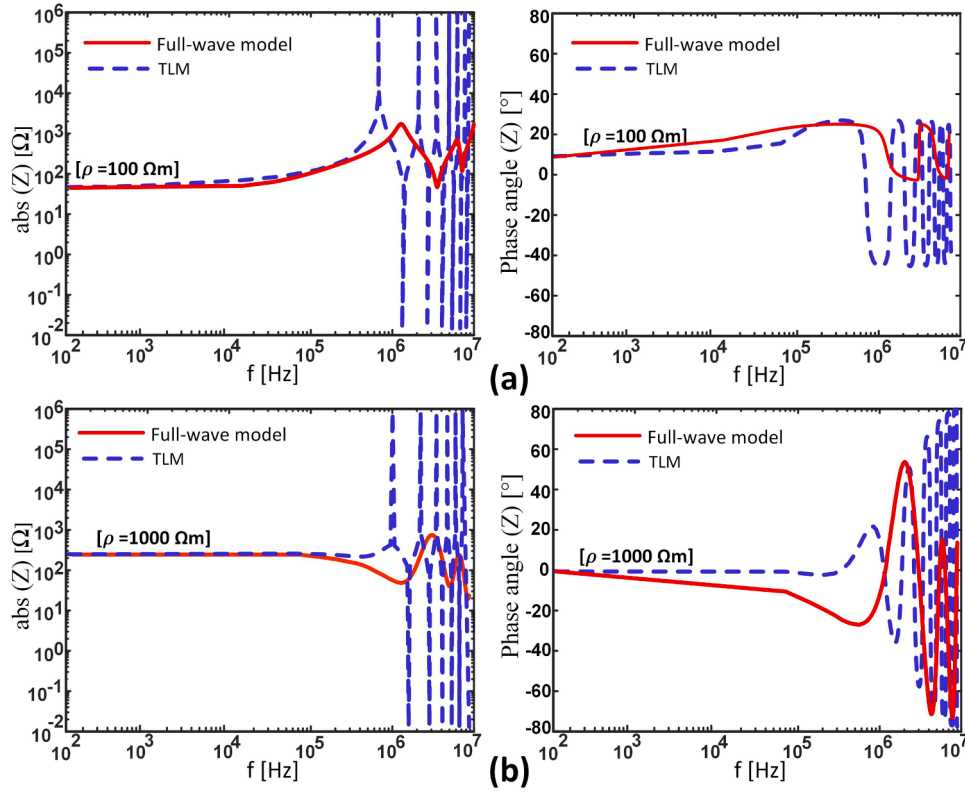 abs (Z) [Ω]
10^6
10^5
10^4
10^3
10^2
10^1
10^0
10^-1
10^-2
Full-wave model
TLM
[ρ =100 Ωm]
10^2 10^3 10^4 10^5 10^6 10^7
f [Hz]
Phase angle (Z) [°]
80
60
40
20
0
-20
-40
-60
-80
Full-wave model
TLM
[ρ =100 Ωm]
10^2 10^3 10^4 10^5 10^6 10^7
f [Hz]
(a)
abs (Z) [Ω]
10^6
10^5
10^4
10^3
10^2
10^1
10^0
10^-1
10^-2
Full-wave model
TLM
[ρ =1000 Ωm]
10^2 10^3 10^4 10^5 10^6 10^7
f [Hz]
Phase angle (Z) [°]
80
60
40
20
0
-20
-40
-60
-80
Full-wave model
TLM
[ρ =1000 Ωm]
10^2 10^3 10^4 10^5 10^6 10^7
f [Hz]
(b)